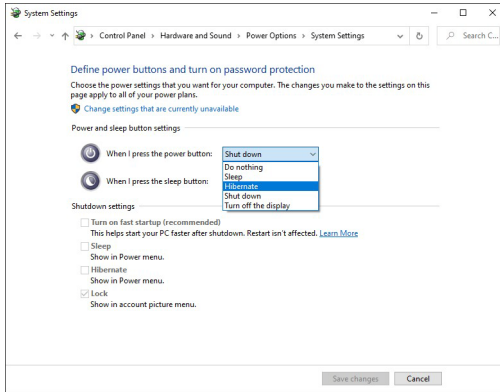 System Settings
Control Panel > Hardware and Sound > Power Options > System Settings
Search C...
Define power buttons and turn on password protection
Choose the power settings that you want for your computer. The changes you make to the settings on this
page apply to all of your power plans.
Change settings that are currently unavailable
Power and sleep button settings
When I press the power button: Shut down
Do nothing
Sleep
When I press the sleep button: Hibernate
Shut down
Turn off the display
Shutdown settings
Turn on fast startup (recommended)
This helps start your PC faster after shutdown. Restart isn't affected. Learn More
Sleep
Show in Power menu.
Hibernate
Show in Power menu.
Lock
Show in account picture menu.
Save changes Cancel